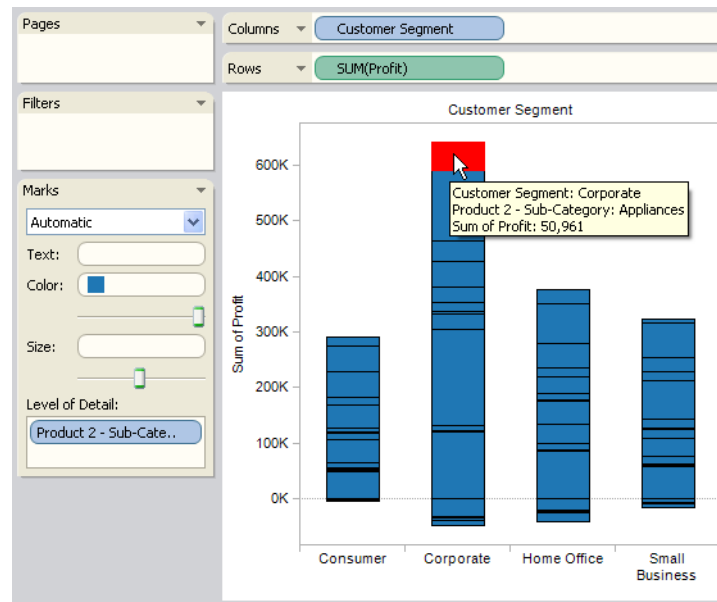 Pages
Columns
Customer Segment
Rows
SUM(Profit)
Filters
Marks
Automatic
Text:
Color:
Size:
Level of Detail:
Product 2 - Sub-Cate..
Customer Segment
600K
500K
400K
300K
200K
100K
0K
Sum of Profit
Customer Segment: Corporate
Product 2 - Sub-Category: Appliances
Sum of Profit: 50,961
Consumer
Corporate
Home Office
Small
Business